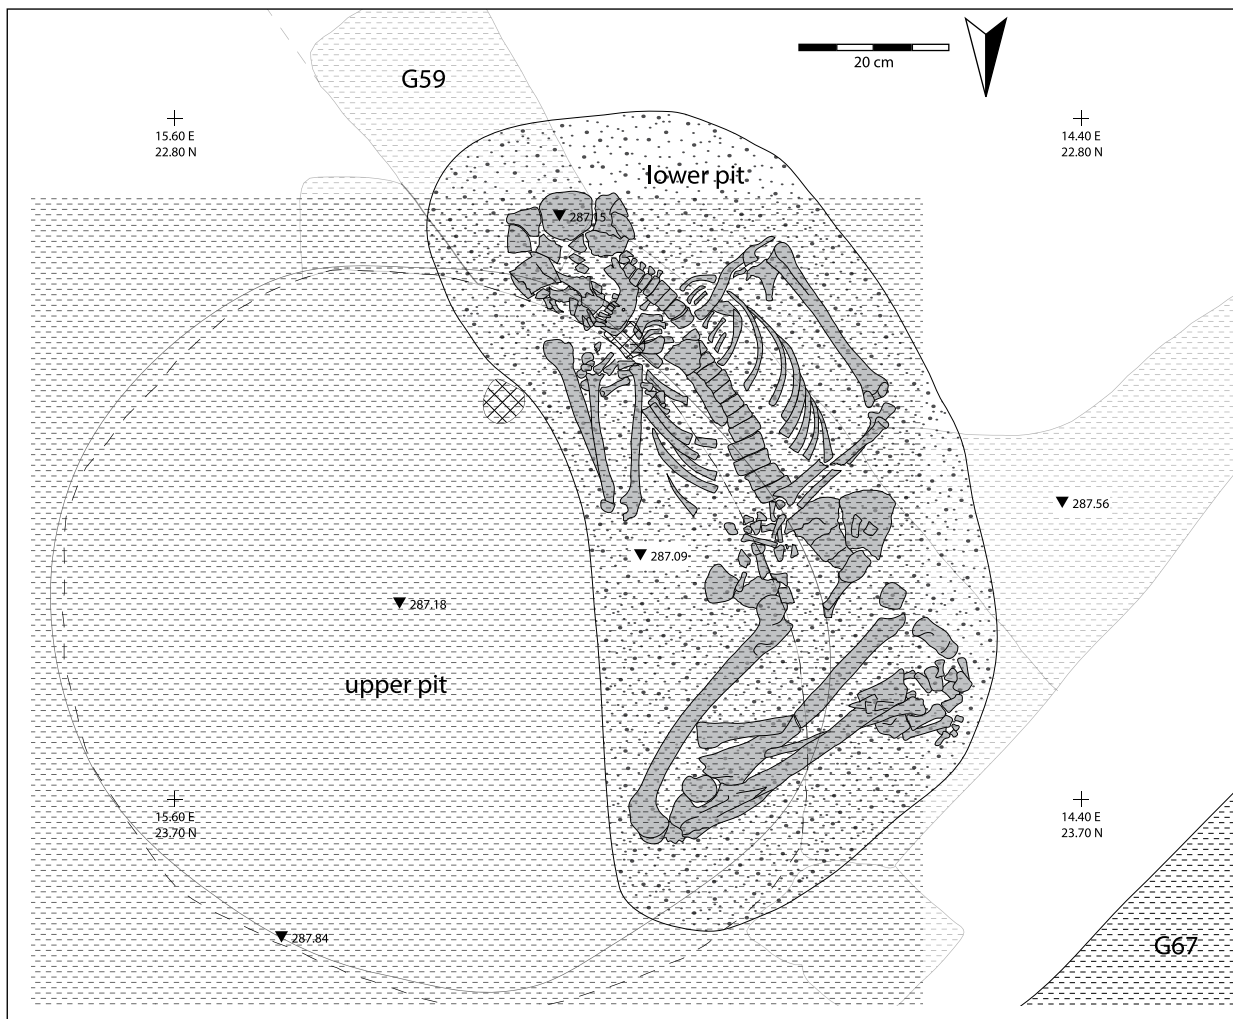 G59
20 cm
15.60 E
22.80 N
14.40 E
22.80 N
lower pit
287.15
287.56
287.09
287.18
upper pit
15.60 E
23.70 N
14.40 E
23.70 N
287.84
G67